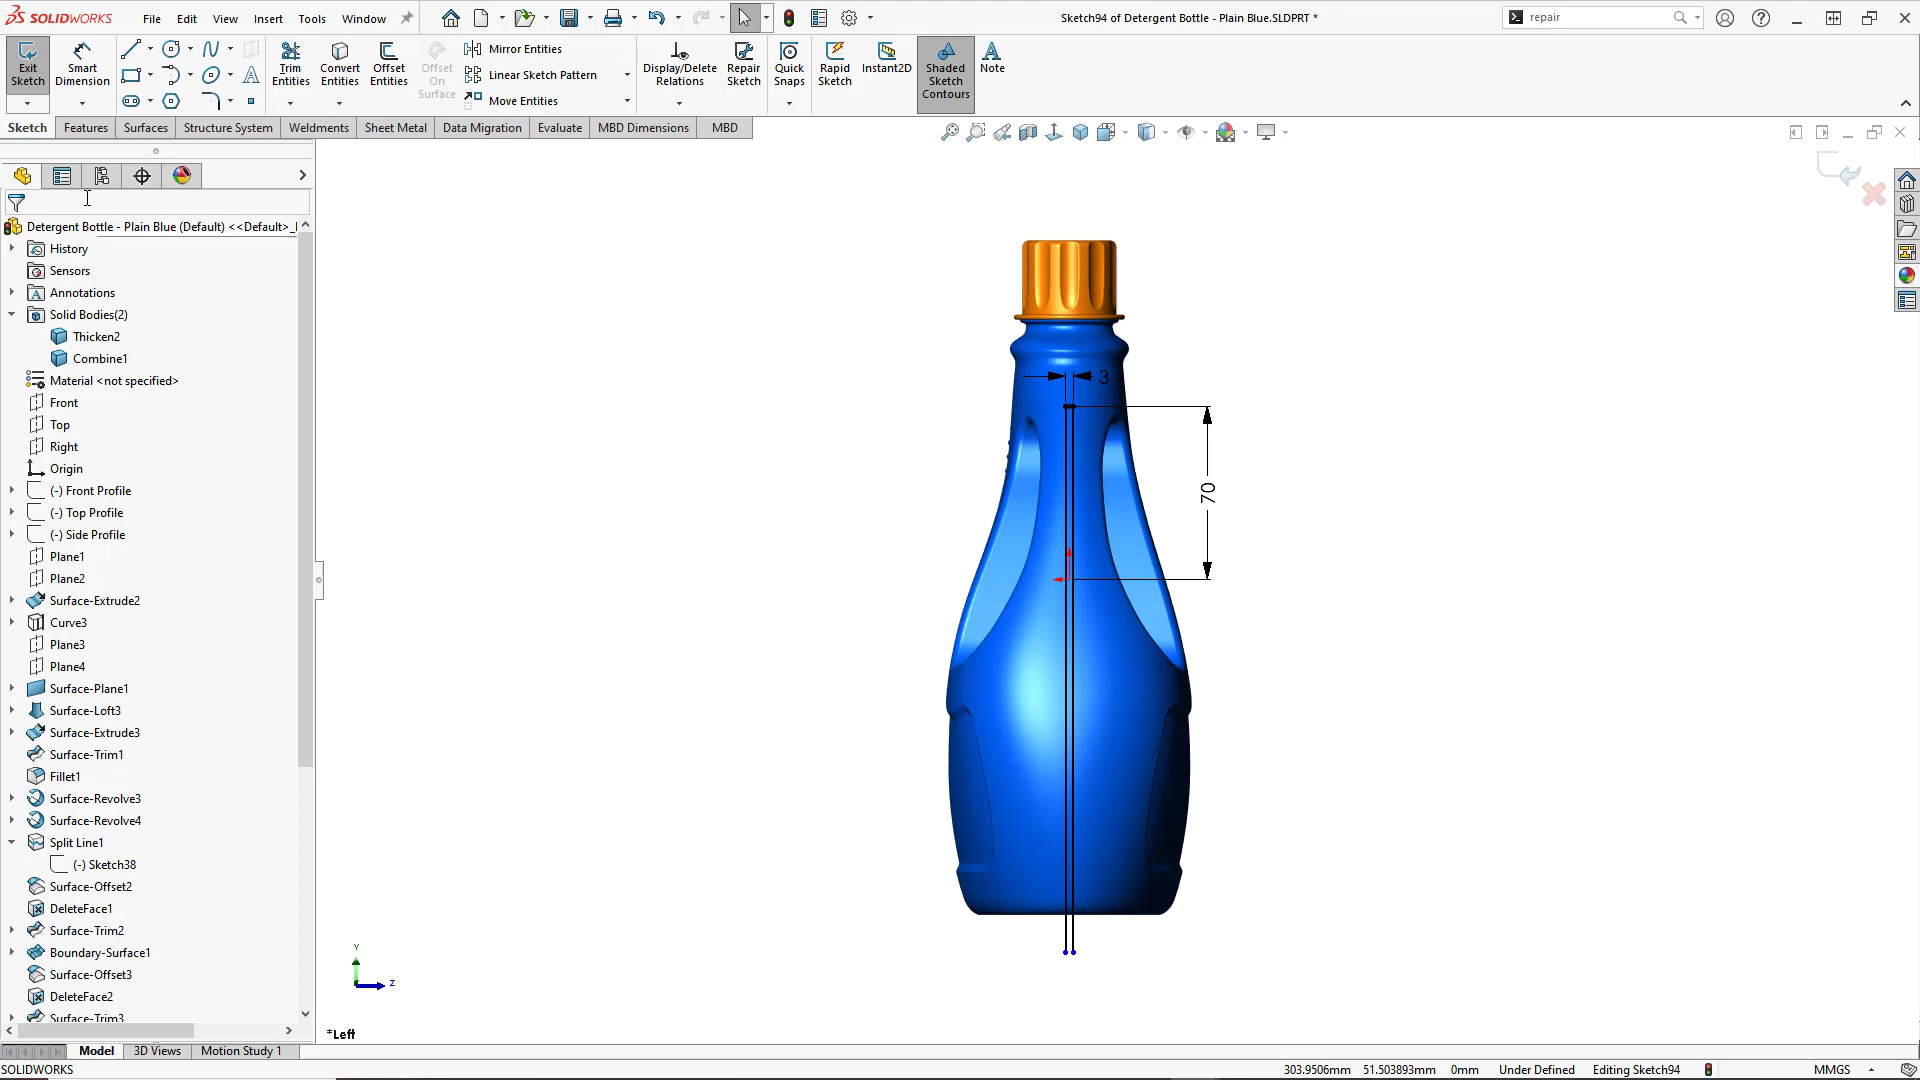 SOLIDWORKS
File Edit View Insert Tools Window
Sketch94 of Detergent Bottle - Plain Blue.SLDPRT *
repair
Exit Sketch
Smart Dimension
Trim Entities
Convert Entities
Offset Entities
Offset On Surface
Mirror Entities
Linear Sketch Pattern
Move Entities
Display/Delete Relations
Repair Sketch
Quick Snaps
Rapid Sketch
Instant2D
Shaded Sketch Contours
Note
Sketch Features Surfaces Structure System Weldments Sheet Metal Data Migration Evaluate MBD Dimensions MBD
Detergent Bottle - Plain Blue (Default) <<Default>_
History
Sensors
Annotations
Solid Bodies(2)
Thicken2
Combine1
Material <not specified>
Front
Top
Right
Origin
(-) Front Profile
(-) Top Profile
(-) Side Profile
Plane1
Plane2
Surface-Extrude2
Curve3
Plane3
Plane4
Surface-Plane1
Surface-Loft3
Surface-Extrude3
Surface-Trim1
Fillet1
Surface-Revolve3
Surface-Revolve4
Split Line1
(-) Sketch38
Surface-Offset2
DeleteFace1
Surface-Trim2
Boundary-Surface1
Surface-Offset3
DeleteFace2
Surface-Trim3
3
70
Y
Z
*Left
Model 3D Views Motion Study 1
SOLIDWORKS
303.9506mm 51.503893mm 0mm Under Defined Editing Sketch94 MMGS